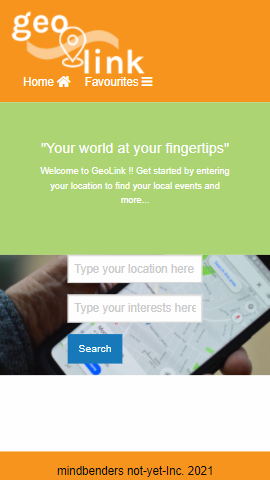 geo
link
Home Favourites
"Your world at your fingertips"
Welcome to GeoLink !! Get started by entering
your location to find your local events and
more...
Type your location here
Type your interests here
Search
mindbenders not-yet-Inc. 2021